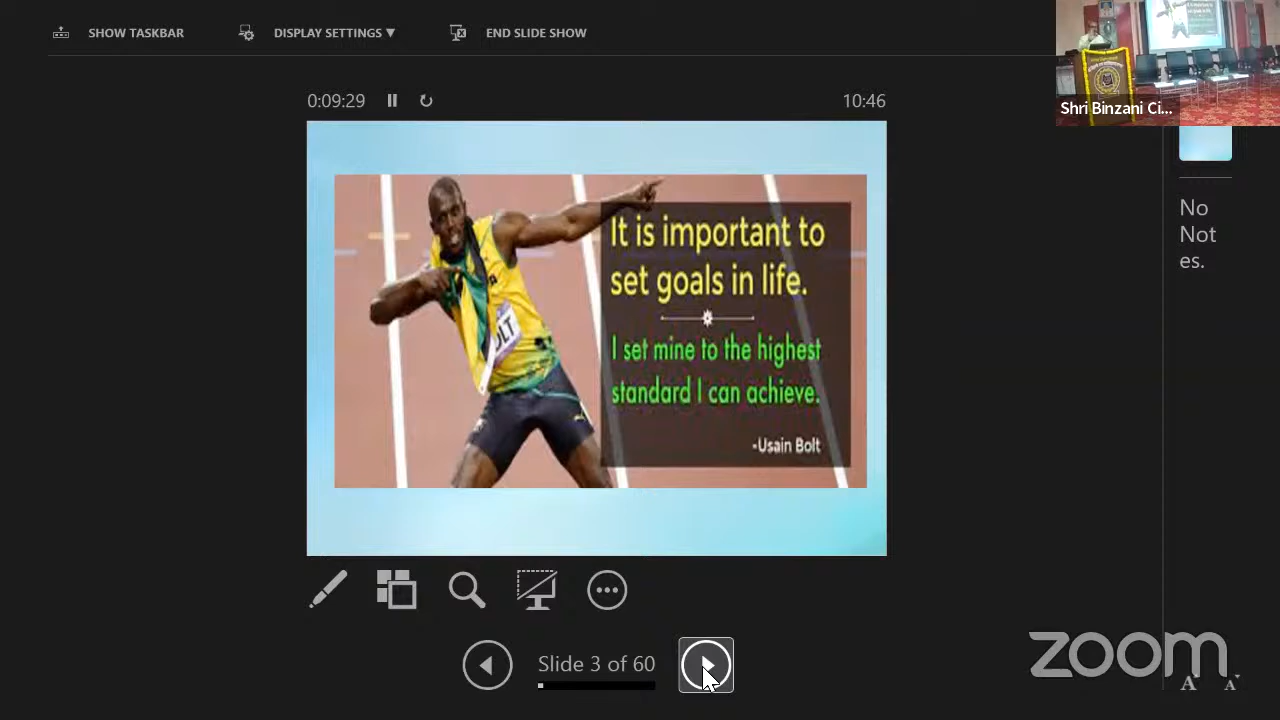 SHOW TASKBAR
DISPLAY SETTINGS ▼
END SLIDE SHOW
Shri Binzani Ci...
0:09:29
10:46
It is important to
set goals in life.
I set mine to the highest
standard I can achieve.
-Usain Bolt
No
Not
es.
Slide 3 of 60
zoom
A
A